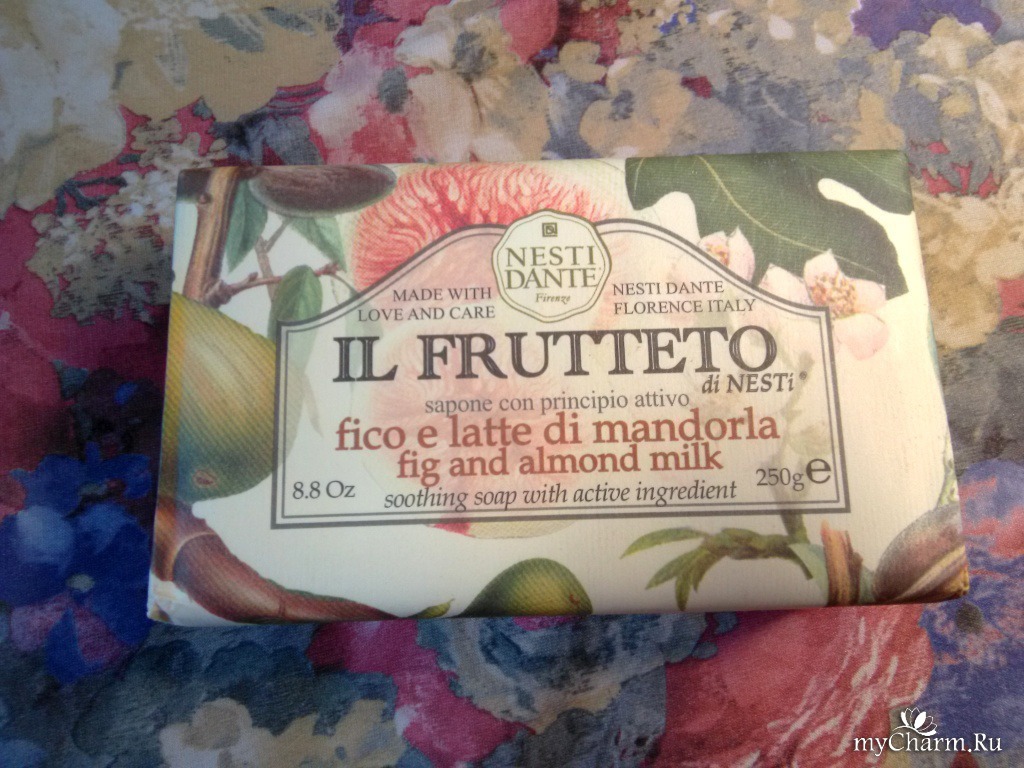 NESTI
DANTE
Firenze
MADE WITH
LOVE AND CARE
NESTI DANTE
FLORENCE ITALY
IL FRUTTETO
di NESTi®
sapone con principio attivo
fico e latte di mandorla
fig and almond milk
8.8 Oz
250g e
soothing soap with active ingredient
myCharm.Ru